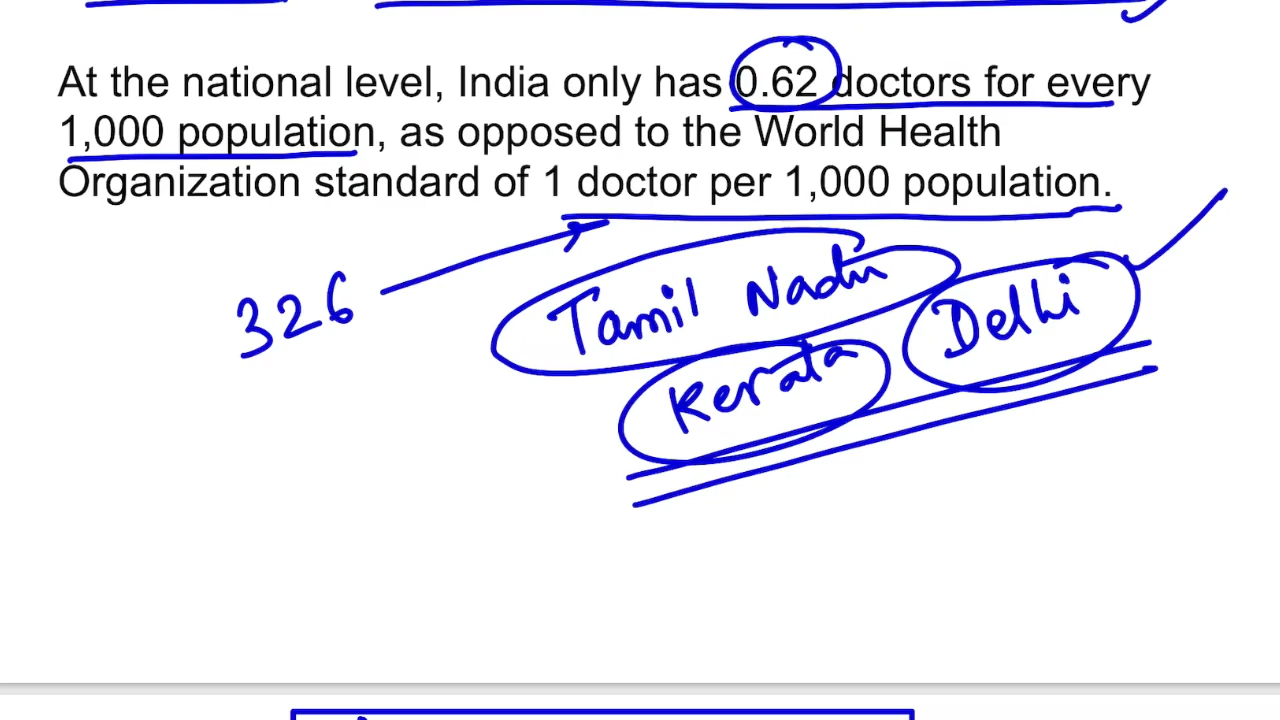 At the national level, India only has 0.62 doctors for every
1,000 population, as opposed to the World Health
Organization standard of 1 doctor per 1,000 population.
326
Tamil Nadu
Delhi
Kerala